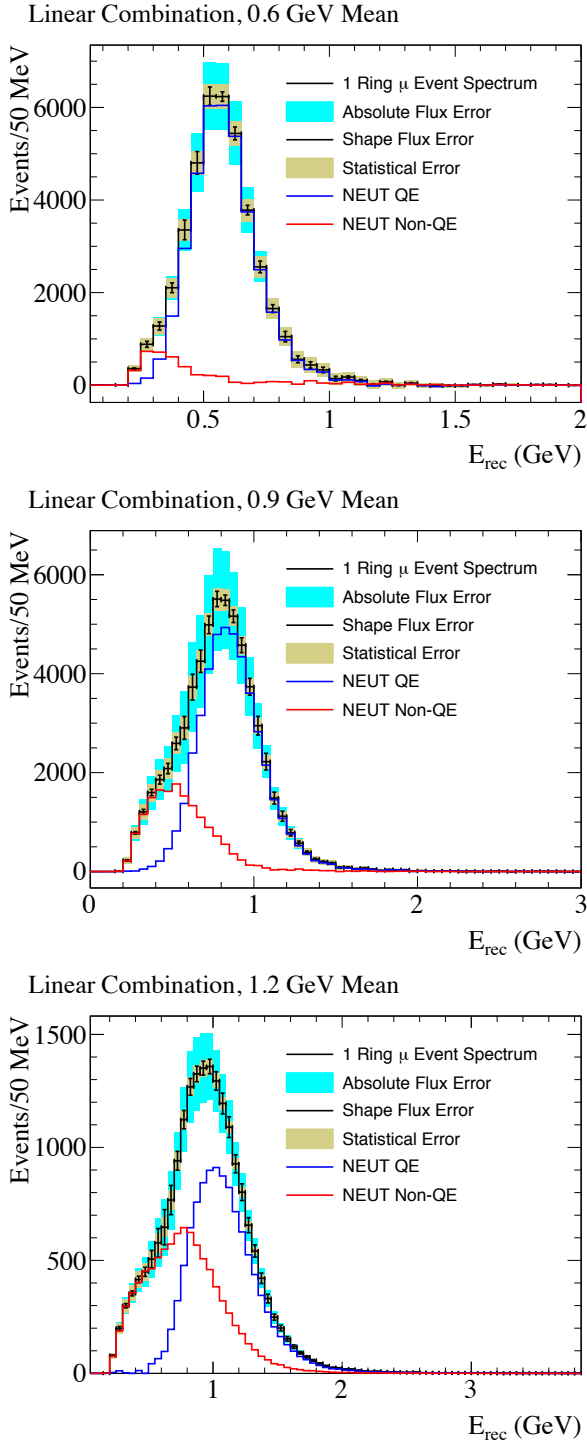 Linear Combination, 0.6 GeV Mean
Events/50 MeV
6000
4000
2000
0
1 Ring μ Event Spectrum
Absolute Flux Error
Shape Flux Error
Statistical Error
NEUT QE
NEUT Non-QE
0.5 1 1.5 2
E_rec (GeV)
Linear Combination, 0.9 GeV Mean
Events/50 MeV
6000
4000
2000
0
1 Ring μ Event Spectrum
Absolute Flux Error
Shape Flux Error
Statistical Error
NEUT QE
NEUT Non-QE
0 1 2 3
E_rec (GeV)
Linear Combination, 1.2 GeV Mean
Events/50 MeV
1500
1000
500
0
1 Ring μ Event Spectrum
Absolute Flux Error
Shape Flux Error
Statistical Error
NEUT QE
NEUT Non-QE
1 2 3
E_rec (GeV)